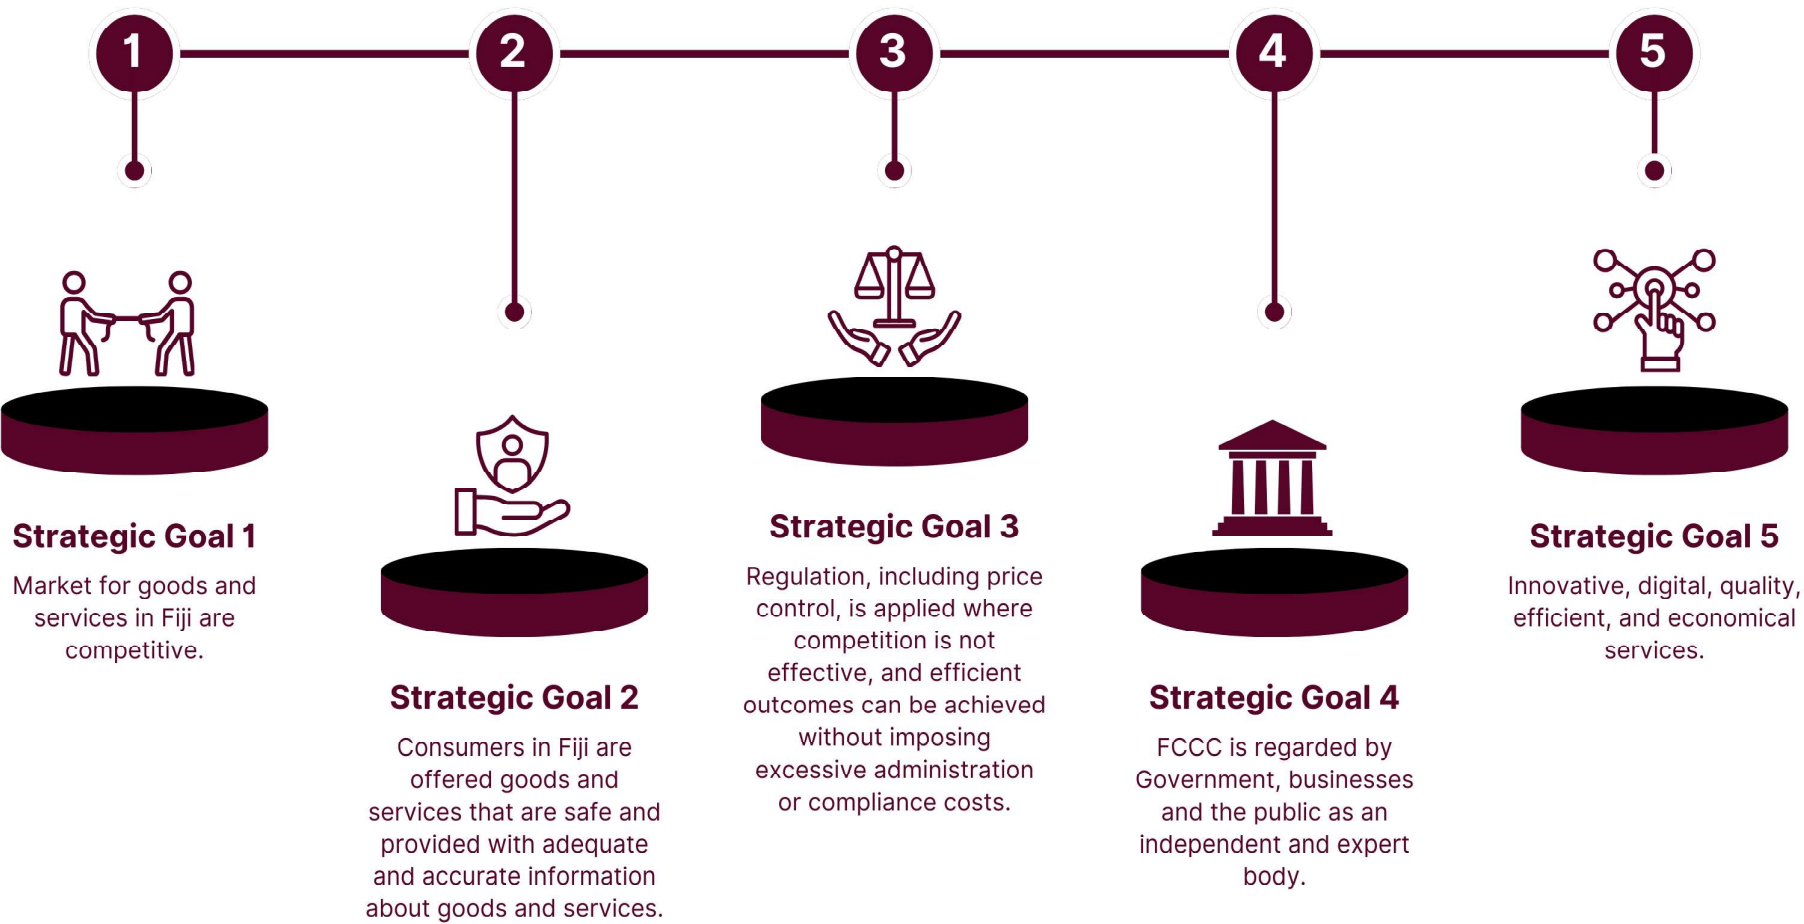 1
2
3
4
5
Strategic Goal 1
Market for goods and
services in Fiji are
competitive.
Strategic Goal 2
Consumers in Fiji are
offered goods and
services that are safe and
provided with adequate
and accurate information
about goods and services.
Strategic Goal 3
Regulation, including price
control, is applied where
competition is not
effective, and efficient
outcomes can be achieved
without imposing
excessive administration
or compliance costs.
Strategic Goal 4
FCCC is regarded by
Government, businesses
and the public as an
independent and expert
body.
Strategic Goal 5
Innovative, digital, quality,
efficient, and economical
services.